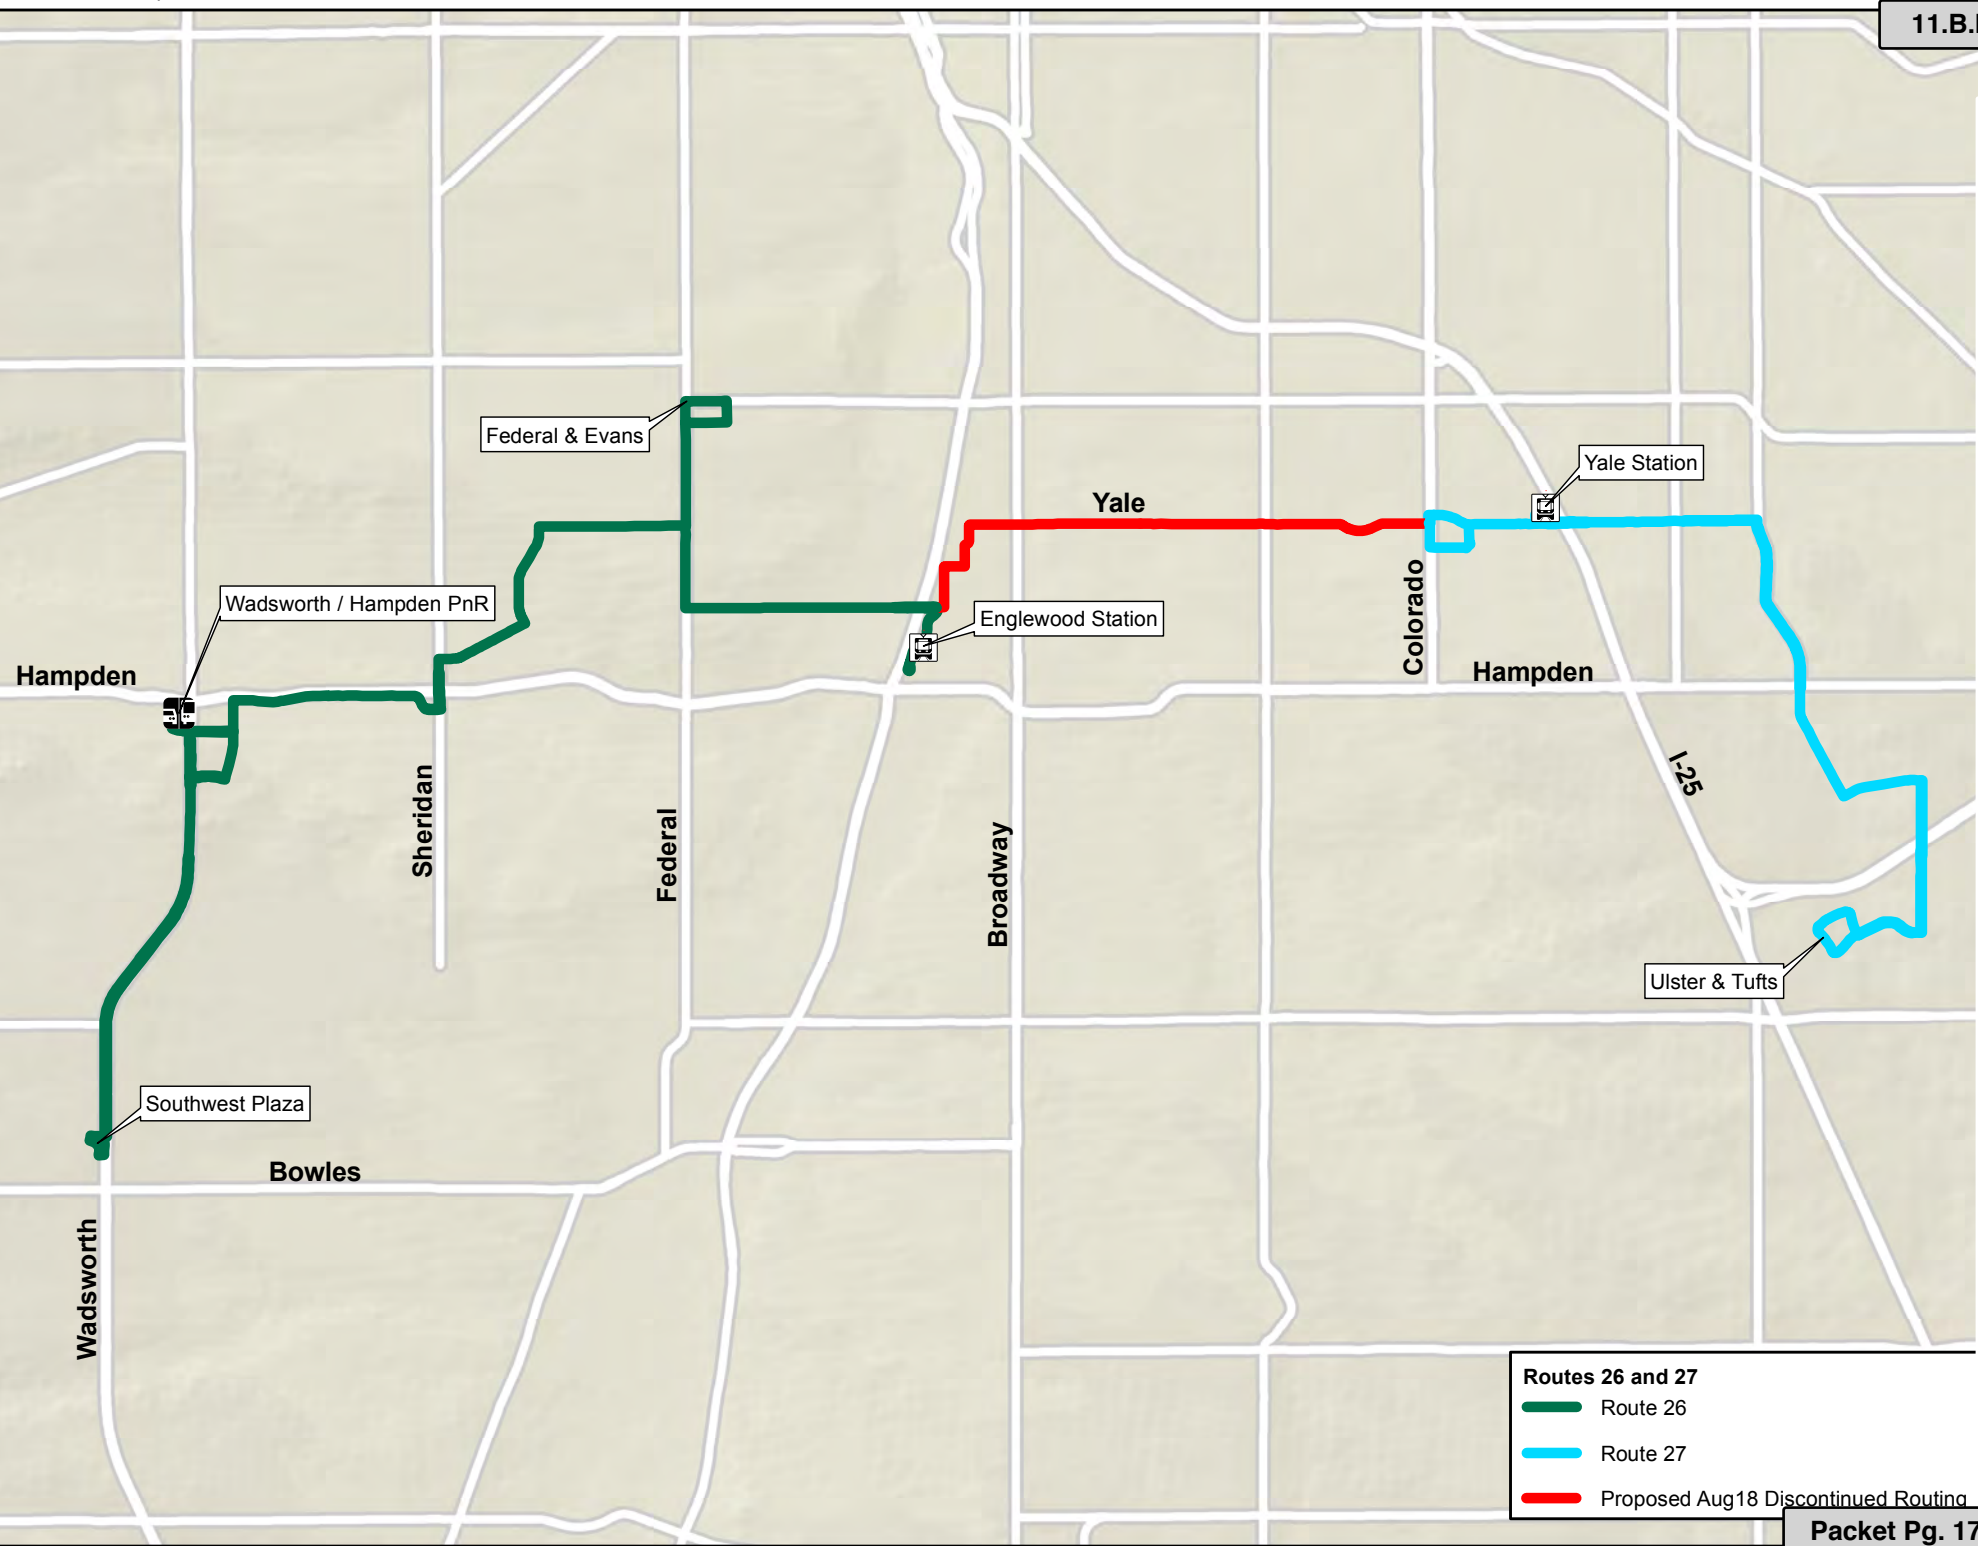 11.B.
Federal & Evans
Yale Station
Yale
Wadsworth / Hampden PnR
Englewood Station
Colorado
Hampden
Hampden
I-25
Sheridan
Federal
Broadway
Ulster & Tufts
Southwest Plaza
Bowles
Wadsworth
Routes 26 and 27
Route 26
Route 27
Proposed Aug18 Discontinued Routing
Packet Pg. 17